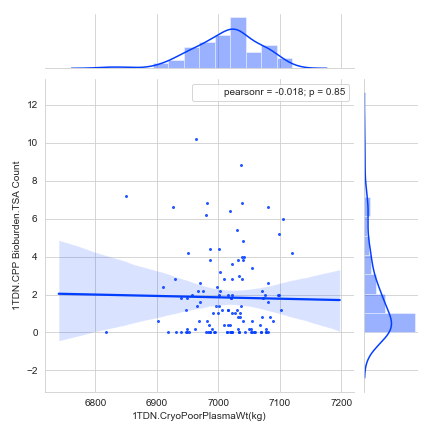 pearsonr = -0.018; p = 0.85
1TDN.CPP Bioburden.TSA Count
12
10
8
6
4
2
0
−2
6800 6900 7000 7100 7200
1TDN.CryoPoorPlasmaWt(kg)